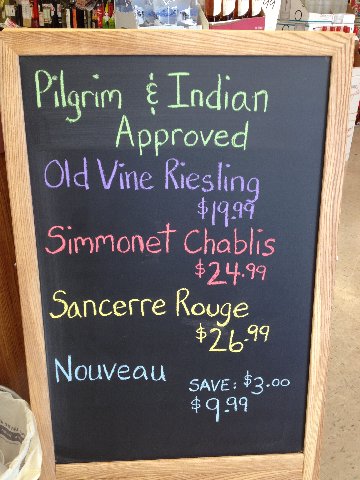 Pilgrim & Indian
Approved
Old Vine Riesling
$19.99
Simmonet Chablis
$24.99
Sancerre Rouge
$26.99
Nouveau
SAVE: $3.00
$9.99